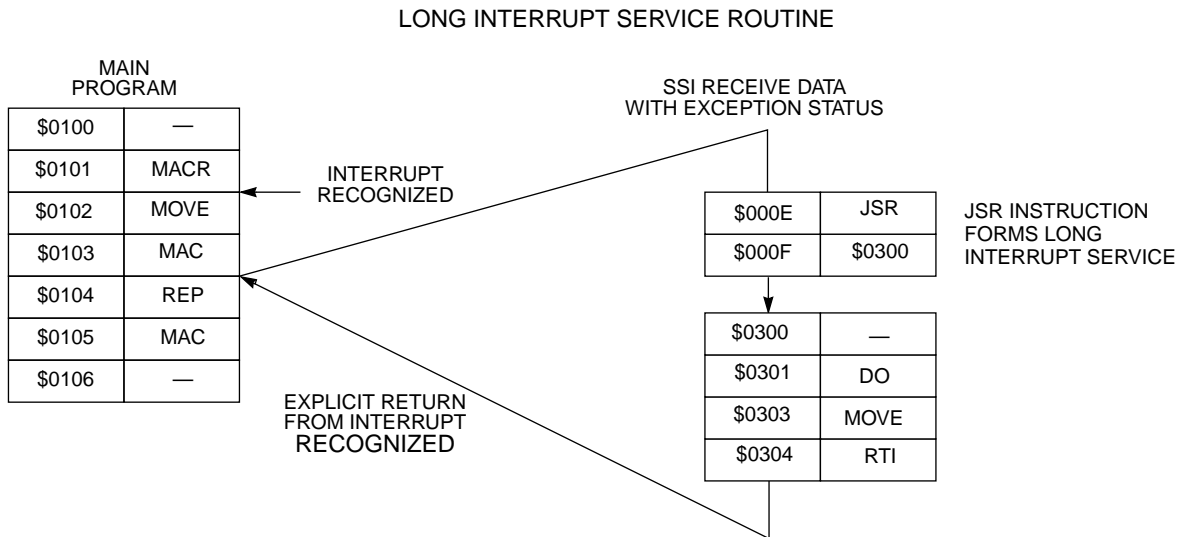 LONG INTERRUPT SERVICE ROUTINE
MAIN
PROGRAM
$0100 —
$0101 MACR
$0102 MOVE
$0103 MAC
$0104 REP
$0105 MAC
$0106 —
INTERRUPT
RECOGNIZED
SSI RECEIVE DATA
WITH EXCEPTION STATUS
$000E JSR
$000F $0300
JSR INSTRUCTION
FORMS LONG
INTERRUPT SERVICE
$0300 —
$0301 DO
$0303 MOVE
$0304 RTI
EXPLICIT RETURN
FROM INTERRUPT
RECOGNIZED